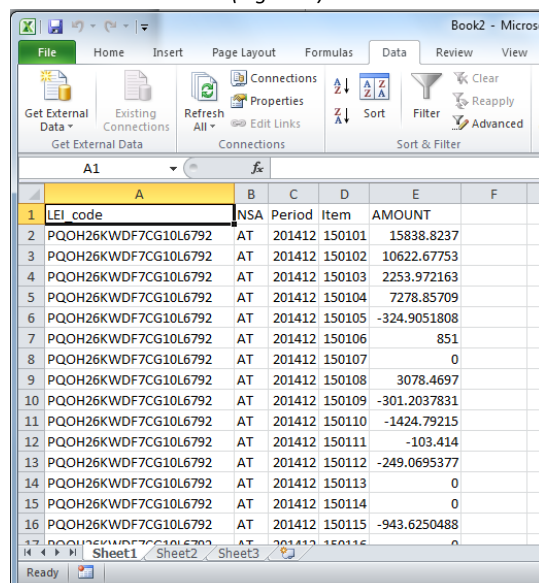 Book2 - Micros
File Home Insert Page Layout Formulas Data Review View
Get External Data
Existing Connections
Refresh All
Connections
Properties
Edit Links
Sort
Filter
Clear
Reapply
Advanced
Get External Data Connections Sort & Filter
A1 fx
A B C D E F
1 LEI_code NSA Period Item AMOUNT
2 PQOH26KWDF7CG10L6792 AT 201412 150101 15838.8237
3 PQOH26KWDF7CG10L6792 AT 201412 150102 10622.67753
4 PQOH26KWDF7CG10L6792 AT 201412 150103 2253.972163
5 PQOH26KWDF7CG10L6792 AT 201412 150104 7278.85709
6 PQOH26KWDF7CG10L6792 AT 201412 150105 -324.9051808
7 PQOH26KWDF7CG10L6792 AT 201412 150106 851
8 PQOH26KWDF7CG10L6792 AT 201412 150107 0
9 PQOH26KWDF7CG10L6792 AT 201412 150108 3078.4697
10 PQOH26KWDF7CG10L6792 AT 201412 150109 -301.2037831
11 PQOH26KWDF7CG10L6792 AT 201412 150110 -1424.79215
12 PQOH26KWDF7CG10L6792 AT 201412 150111 -103.414
13 PQOH26KWDF7CG10L6792 AT 201412 150112 -249.0695377
14 PQOH26KWDF7CG10L6792 AT 201412 150113 0
15 PQOH26KWDF7CG10L6792 AT 201412 150114 0
16 PQOH26KWDF7CG10L6792 AT 201412 150115 -943.6250488
Sheet1 Sheet2 Sheet3
Ready